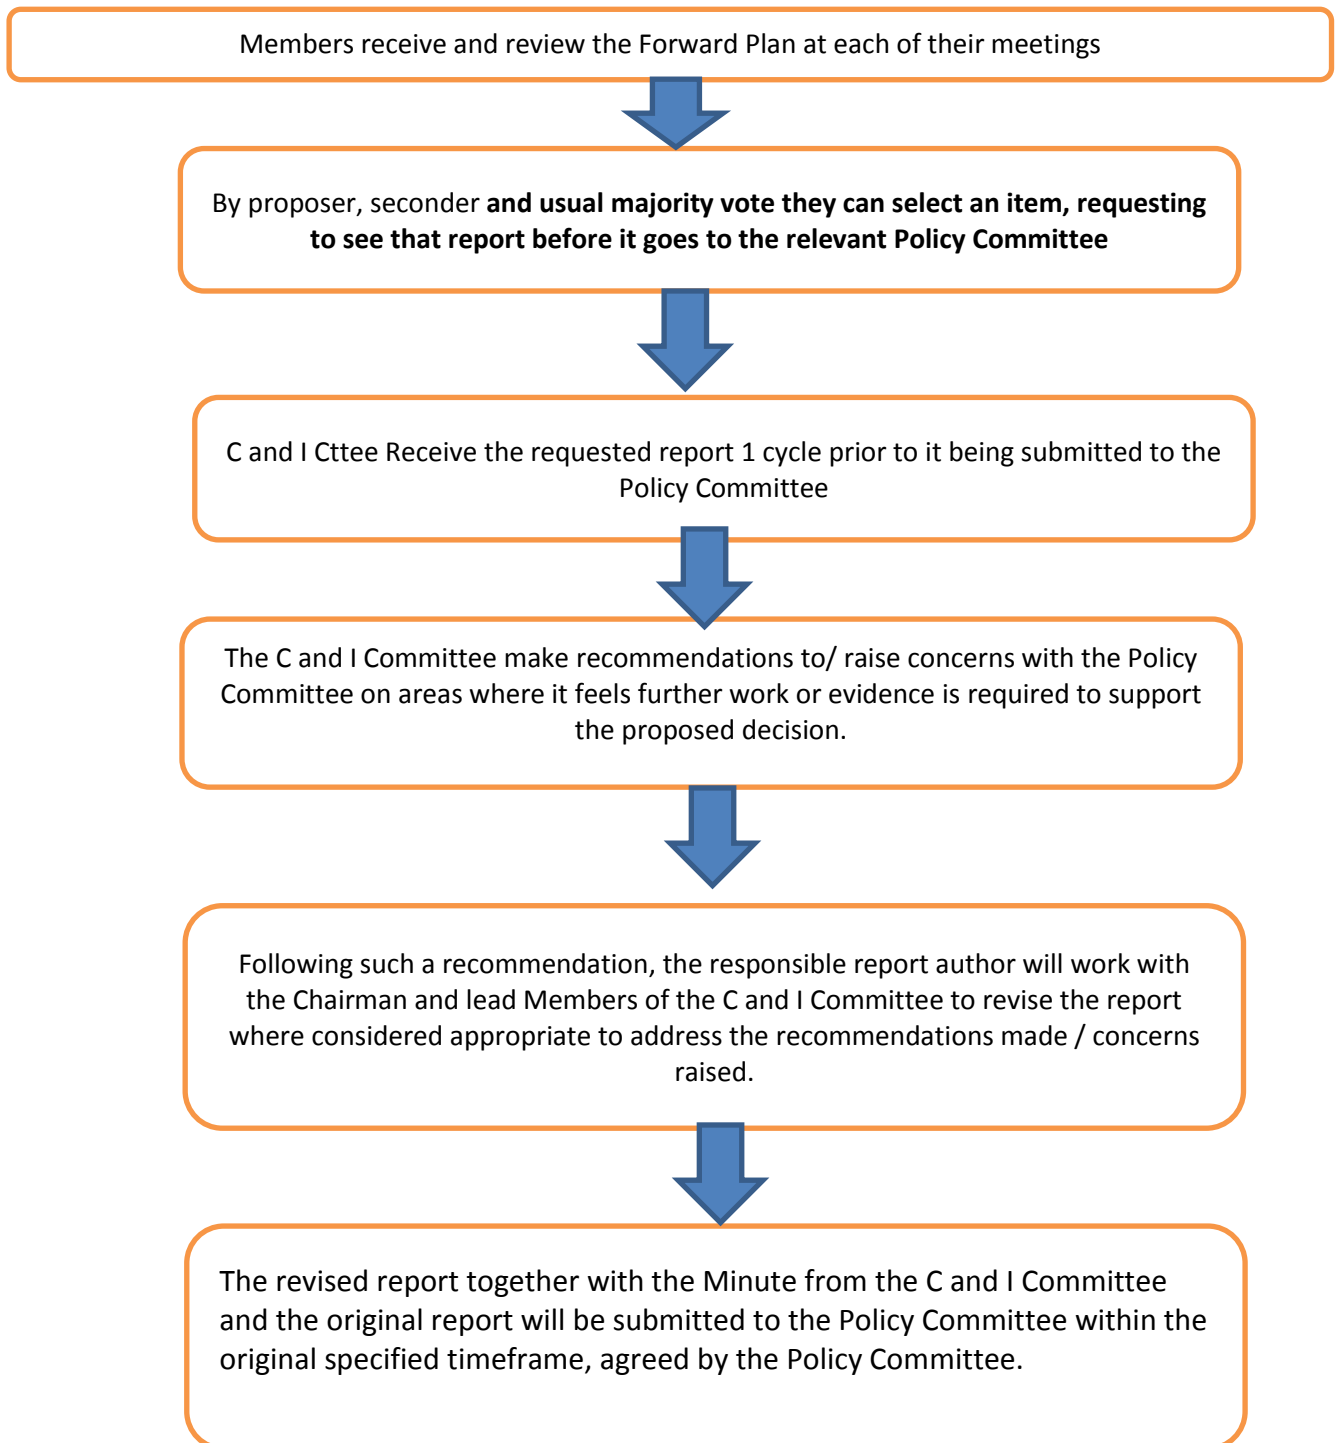 Members receive and review the Forward Plan at each of their meetings
By proposer, seconder and usual majority vote they can select an item, requesting
to see that report before it goes to the relevant Policy Committee
C and I Cttee Receive the requested report 1 cycle prior to it being submitted to the
Policy Committee
The C and I Committee make recommendations to/ raise concerns with the Policy
Committee on areas where it feels further work or evidence is required to support
the proposed decision.
Following such a recommendation, the responsible report author will work with
the Chairman and lead Members of the C and I Committee to revise the report
where considered appropriate to address the recommendations made / concerns
raised.
The revised report together with the Minute from the C and I Committee
and the original report will be submitted to the Policy Committee within the
original specified timeframe, agreed by the Policy Committee.